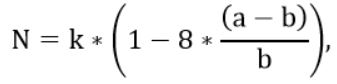 N = k * (1 − 8 * (a − b)/b),